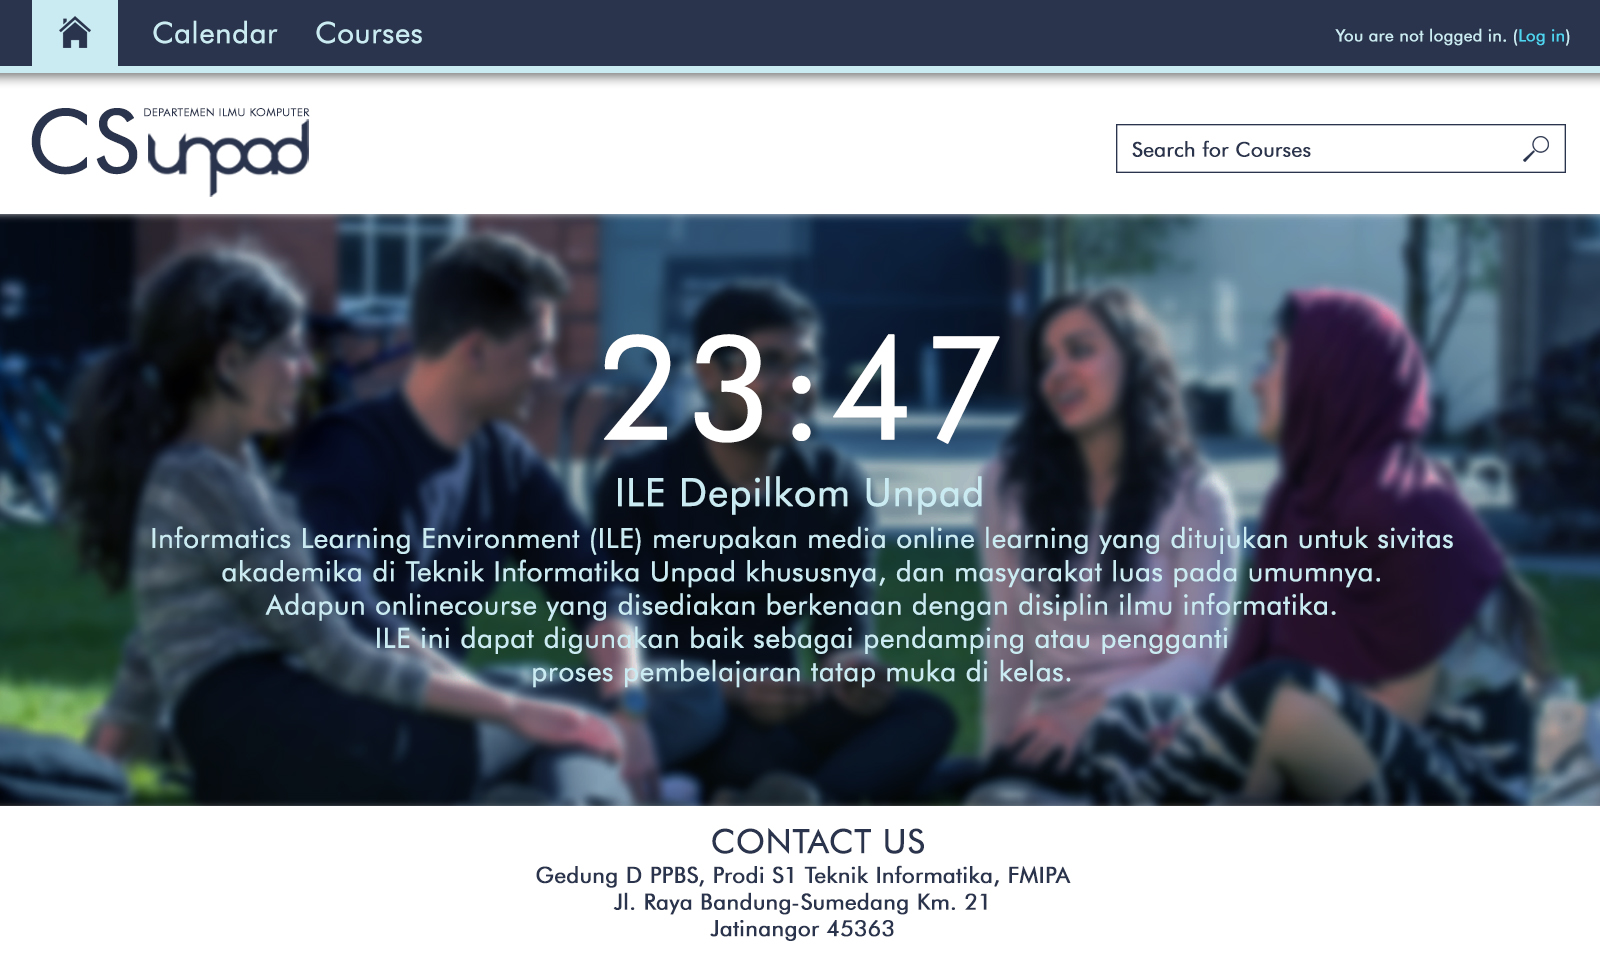 Calendar
Courses
You are not logged in. (Log in)
CS
DEPARTEMEN ILMU KOMPUTER
unpad
Search for Courses
23:47
ILE Depilkom Unpad
Informatics Learning Environment (ILE) merupakan media online learning yang ditujukan untuk sivitas
akademika di Teknik Informatika Unpad khususnya, dan masyarakat luas pada umumnya.
Adapun onlinecourse yang disediakan berkenaan dengan disiplin ilmu informatika.
ILE ini dapat digunakan baik sebagai pendamping atau pengganti
proses pembelajaran tatap muka di kelas.
CONTACT US
Gedung D PPBS, Prodi S1 Teknik Informatika, FMIPA
Jl. Raya Bandung-Sumedang Km. 21
Jatinangor 45363